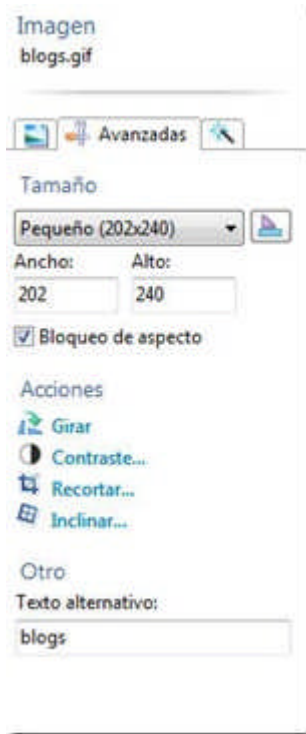 Imagen
blogs.gif
Avanzadas
Tamaño
Pequeño (202x240)
Ancho: Alto:
202 240
Bloqueo de aspecto
Acciones
Girar
Contraste...
Recortar...
Inclinar...
Otro
Texto alternativo:
blogs